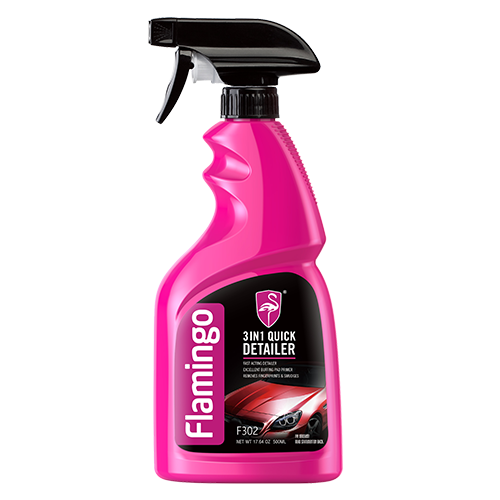 Flamingo
®
3IN1 QUICK
DETAILER
FAST ACTING DETAILER
EXCELLENT BUFFING PAD PRIMER
REMOVES FINGERPRINTS & SMUDGES
F302
NET WT 17.64 OZ 500ML